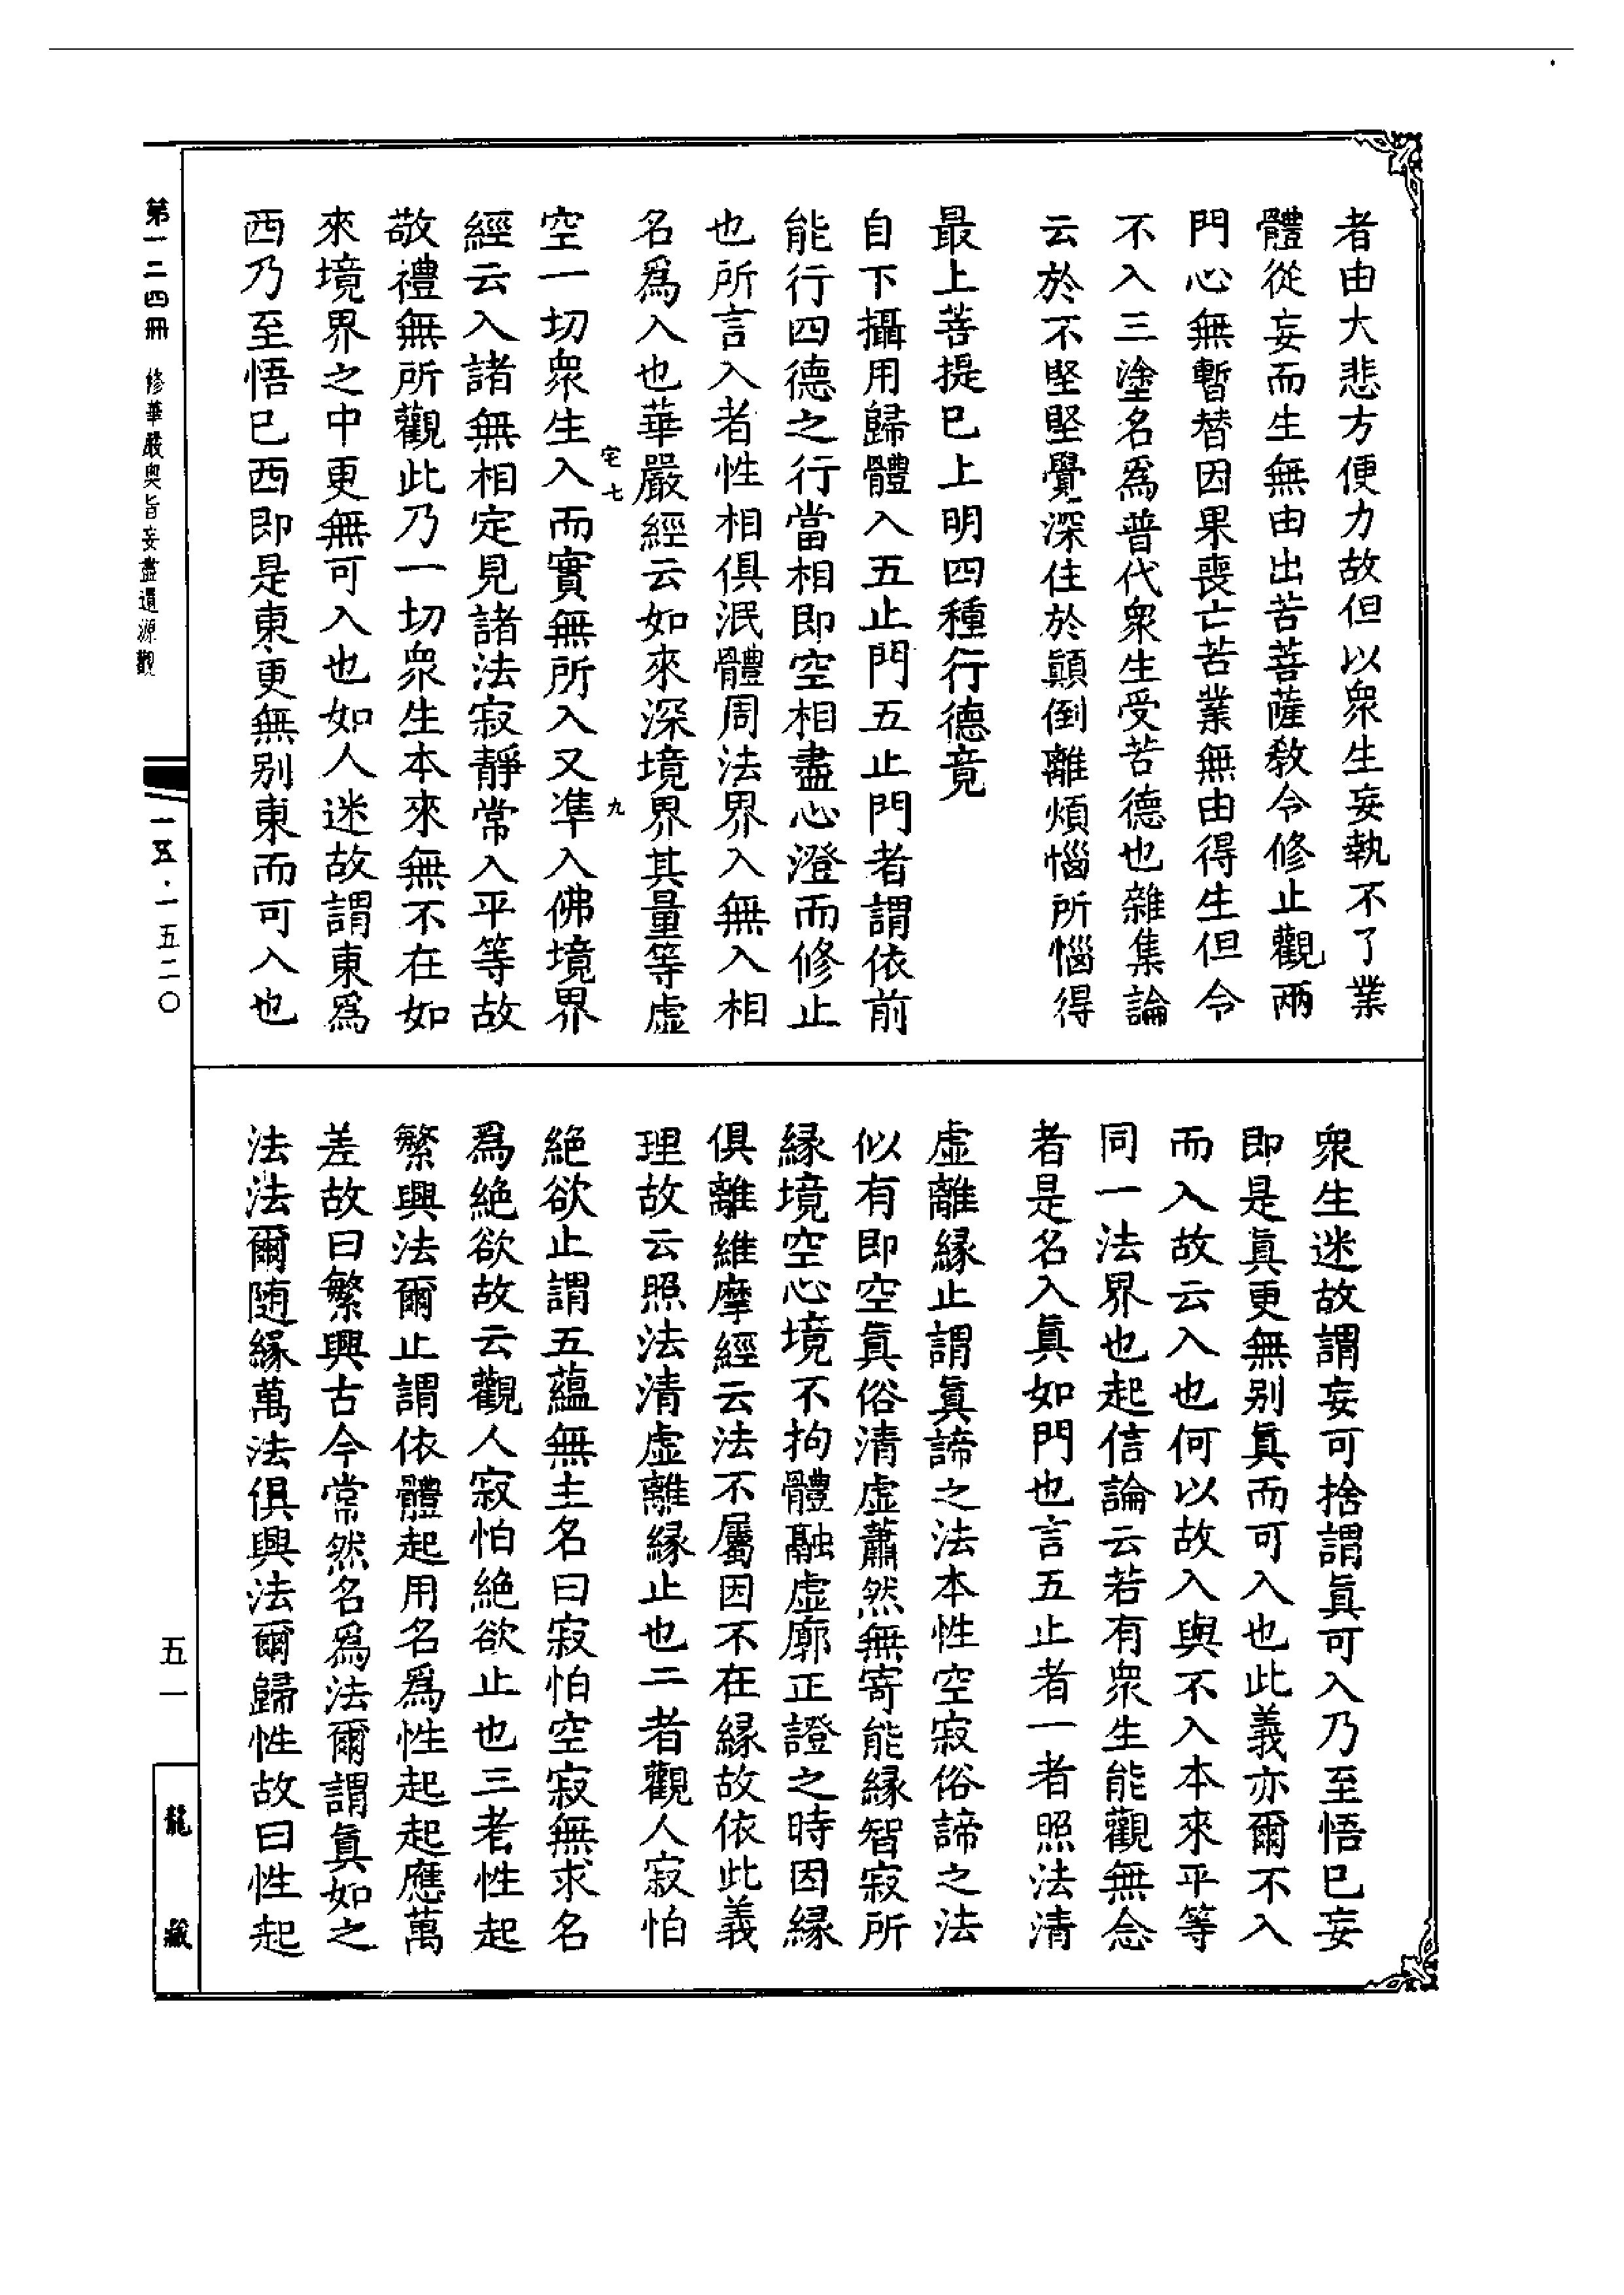 者由大悲方便力故但以衆生妄執不了業
體從妄而生無由出苦菩薩教令修止觀兩
門心無暫替因果喪亡苦業無由得生但令
不入三塗名爲普代衆生受苦德也雜集論
云於不堅堅覺深住於顛倒離煩惱所惱得
最上菩提已上明四種行德竟
自下攝用歸體入五止門五止門者謂依前
能行四德之行當相即空相盡心澄而修止
也所言入者性相俱泯體周法界入無入相
名爲入也華嚴經云如來深境界其量等虛
宅七
九
空一切衆生入而實無所入又準入佛境界
經云入諸無相定見諸法寂靜常入平等故
敬禮無所觀此乃一切衆生本來無不在如
來境界之中更無可入也如人迷故謂東爲
西乃至悟已西即是東更無别東而可入也
衆生迷故謂妄可捨謂眞可入乃至悟已妄
即是眞更無别眞而可入也此義亦爾不入
而入故云入也何以故入與不入本來平等
同一法界也起信論云若有衆生能觀無念
者是名入眞如門也言五止者一者照法清
虛離緣止謂眞諦之法本性空寂俗諦之法
似有即空眞俗清虛蕭然無寄能緣智寂所
緣境空心境不拘體融虛廓正證之時因緣
俱離維摩經云法不屬因不在緣故依此義
理故云照法清虛離緣止也二者觀人寂怕
絕欲止謂五蘊無主名曰寂怕空寂無求名
爲絕欲故云觀人寂怕絕欲止也三者性起
繁興法爾止謂依體起用名爲性起起應萬
差故曰繁興古今常然名爲法爾謂眞如之
法法爾隨緣萬法俱興法爾歸性故曰性起
第一二四冊
修華嚴奧旨妄盡還源觀
一五·一五二〇
五一
龍藏